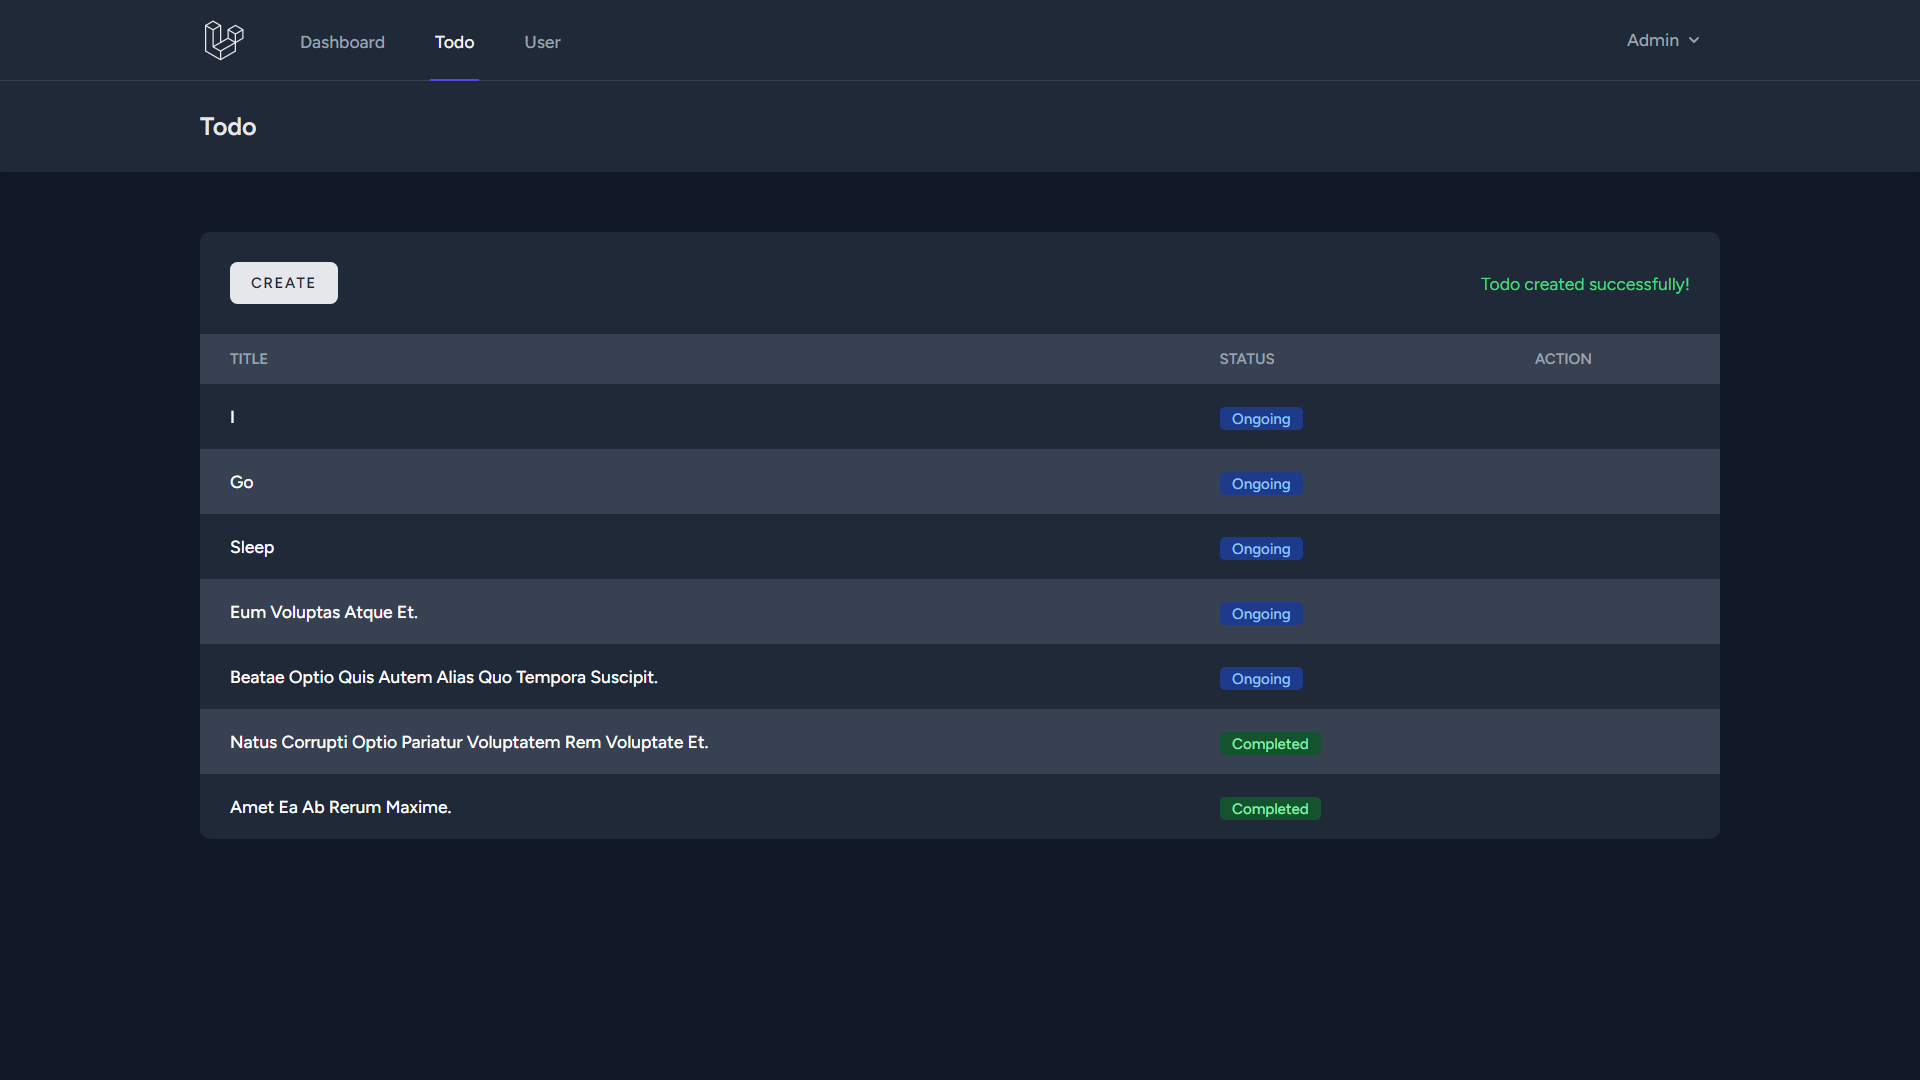 Dashboard Todo User Admin
Todo
CREATE Todo created successfully!
TITLE STATUS ACTION
I Ongoing
Go Ongoing
Sleep Ongoing
Eum Voluptas Atque Et. Ongoing
Beatae Optio Quis Autem Alias Quo Tempora Suscipit. Ongoing
Natus Corrupti Optio Pariatur Voluptatem Rem Voluptate Et. Completed
Amet Ea Ab Rerum Maxime. Completed